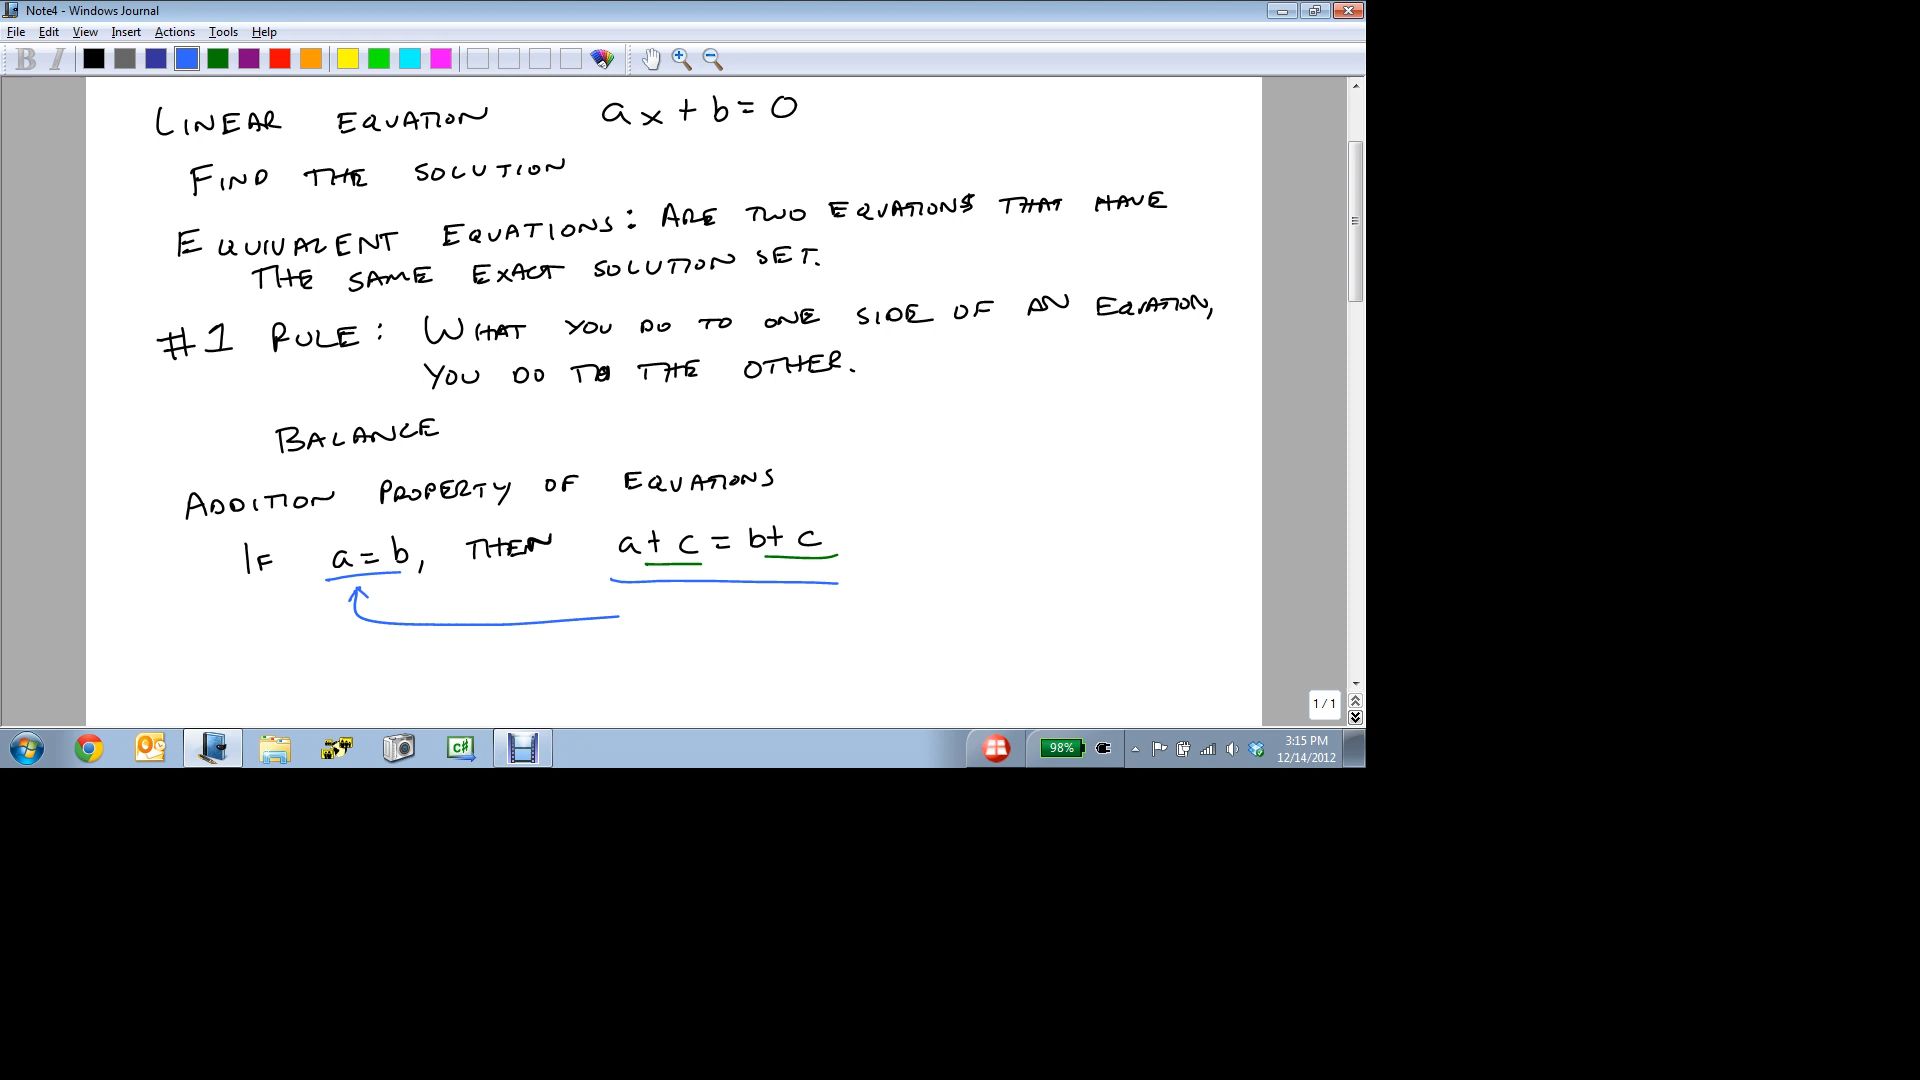 Note4 - Windows Journal
File Edit View Insert Actions Tools Help
B I
LINEAR EQUATION ax + b = 0
FIND THE SOLUTION
EQUIVALENT EQUATIONS: ARE TWO EQUATIONS THAT HAVE
THE SAME EXACT SOLUTION SET.
#1 RULE: WHAT YOU DO TO ONE SIDE OF AN EQUATION,
YOU DO TO THE OTHER.
BALANCE
ADDITION PROPERTY OF EQUATIONS
IF a = b, THEN a + c = b + c
1 / 1
C#
98%
3:15 PM
12/14/2012